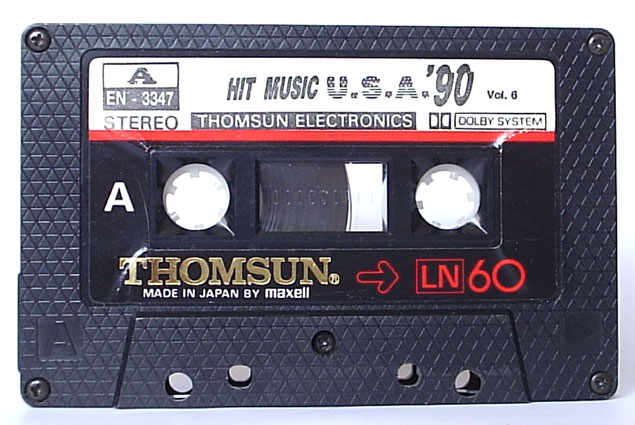 A
EN - 3347
STEREO
HIT MUSIC U.S.A.'90 Vol. 6
THOMSUN ELECTRONICS
DOLBY SYSTEM
A
THOMSUN®
MADE IN JAPAN BY maxell
LN 60
A